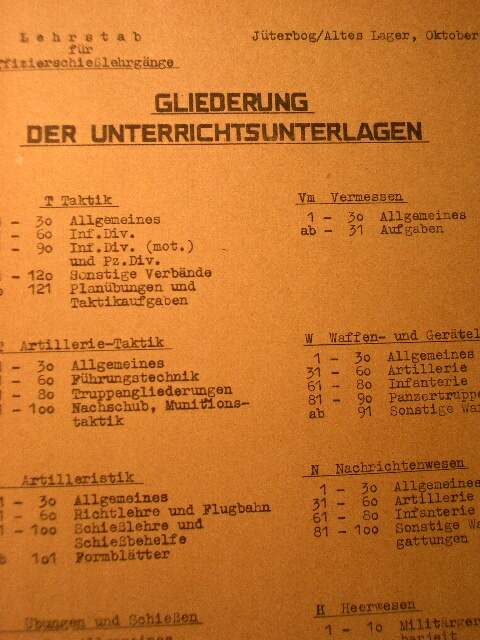 Lehrstab
für
Jüterbog/Altes Lager, Oktober
GLIEDERUNG
DER UNTERRICHTSUNTERLAGEN
T Taktik
- 30 Allgemeines
- 60 Inf.Div.
- 90 Inf.Div. (mot.)
und Pz.Div.
- 120 Sonstige Verbände
121 Planübungen und
Taktikaufgaben
Artillerie-Taktik
- 30 Allgemeines
- 60 Führungstechnik
- 80 Truppengliederungen
- 100 Nachschub, Munitions-
taktik
Artilleristik
- 30 Allgemeines
- 60 Richtlehre und Flugbahn
- 100 Schießlehre und
Schießbehelfe
101 Formblätter
Übungen und Schießen
Vm Vermessen
1 - 30 Allgemeines
ab - 31 Aufgaben
W Waffen- und Gerätel
1 - 30 Allgemeines
31 - 60 Artillerie
61 - 80 Infanterie
81 - 90 Panzertruppe
ab 91 Sonstige
N Nachrichtenwesen
1 - 30 Allgemeines
31 - 60 Artillerie
61 - 80 Infanterie
81 - 100 Sonstige
gattungen
H Heerwesen
1 - 10